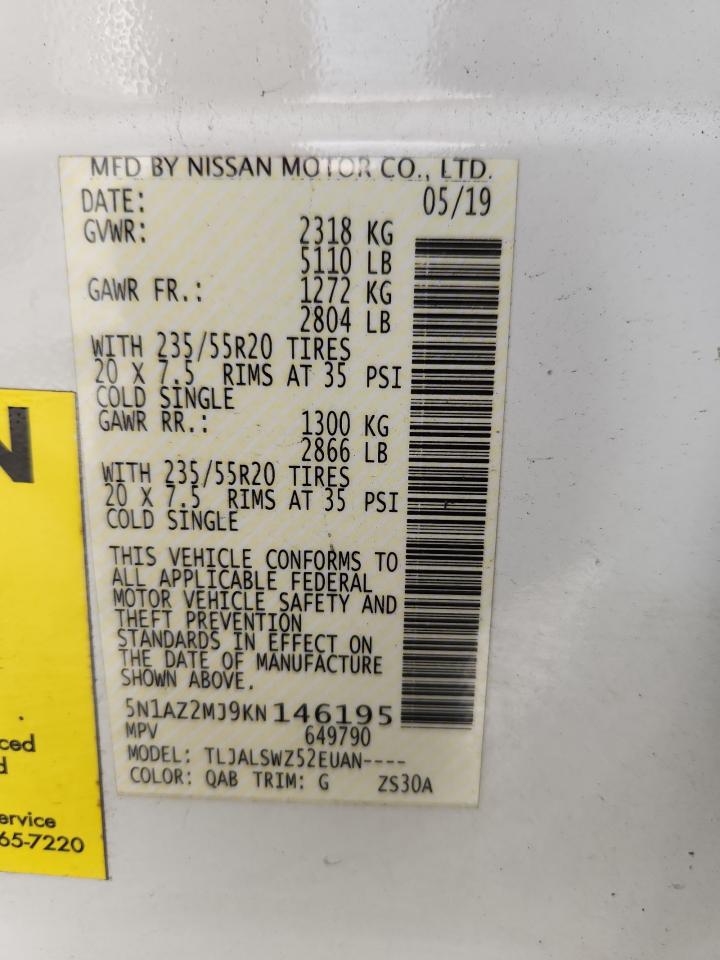 MFD BY NISSAN MOTOR CO., LTD.
DATE: 05/19
GVWR: 2318 KG
5110 LB
GAWR FR.: 1272 KG
2804 LB
WITH 235/55R20 TIRES
20 X 7.5 RIMS AT 35 PSI
COLD SINGLE
GAWR RR.: 1300 KG
2866 LB
WITH 235/55R20 TIRES
20 X 7.5 RIMS AT 35 PSI
COLD SINGLE
THIS VEHICLE CONFORMS TO
ALL APPLICABLE FEDERAL
MOTOR VEHICLE SAFETY AND
THEFT PREVENTION
STANDARDS IN EFFECT ON
THE DATE OF MANUFACTURE
SHOWN ABOVE.
5N1AZ2MJ9KN146195
MPV 649790
MODEL: TLJALSWZ52EUAN----
COLOR: QAB TRIM: G ZS30A
N
ced
d
ervice
65-7220